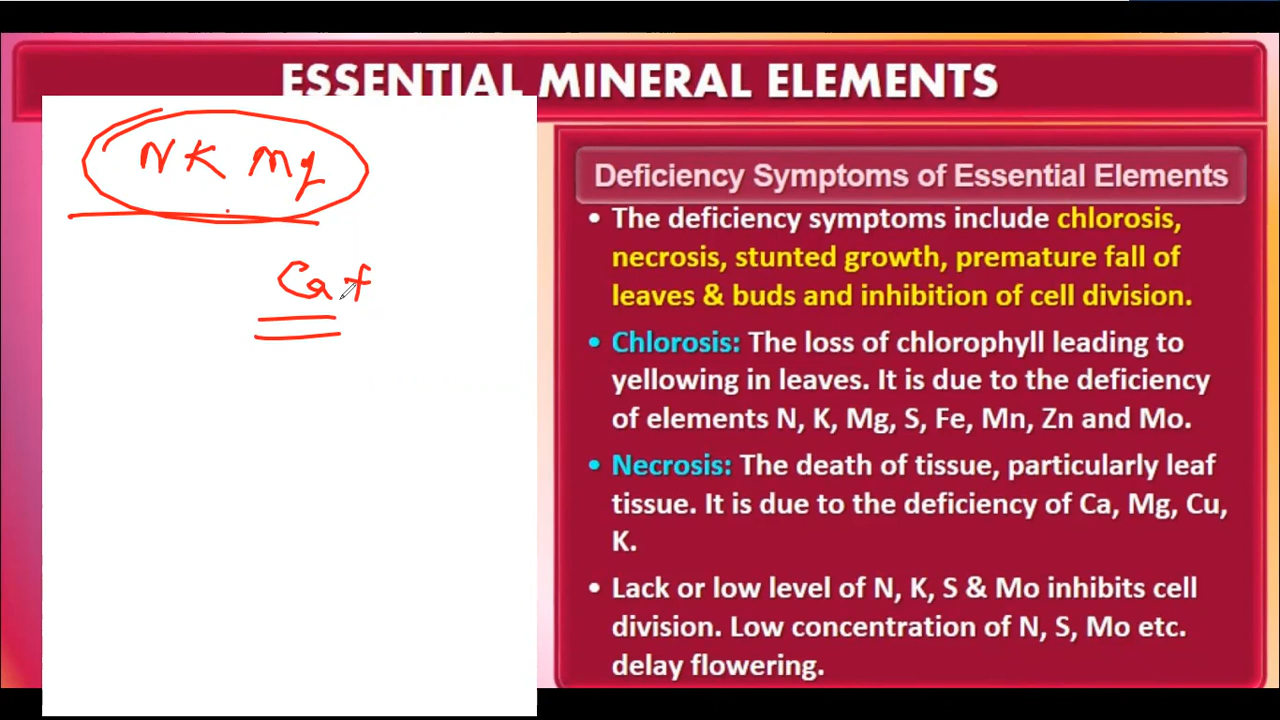 ESSENTIAL MINERAL ELEMENTS
N K Mg
Ca f
Deficiency Symptoms of Essential Elements
• The deficiency symptoms include chlorosis,
necrosis, stunted growth, premature fall of
leaves & buds and inhibition of cell division.
• Chlorosis: The loss of chlorophyll leading to
yellowing in leaves. It is due to the deficiency
of elements N, K, Mg, S, Fe, Mn, Zn and Mo.
• Necrosis: The death of tissue, particularly leaf
tissue. It is due to the deficiency of Ca, Mg, Cu,
K.
• Lack or low level of N, K, S & Mo inhibits cell
division. Low concentration of N, S, Mo etc.
delay flowering.